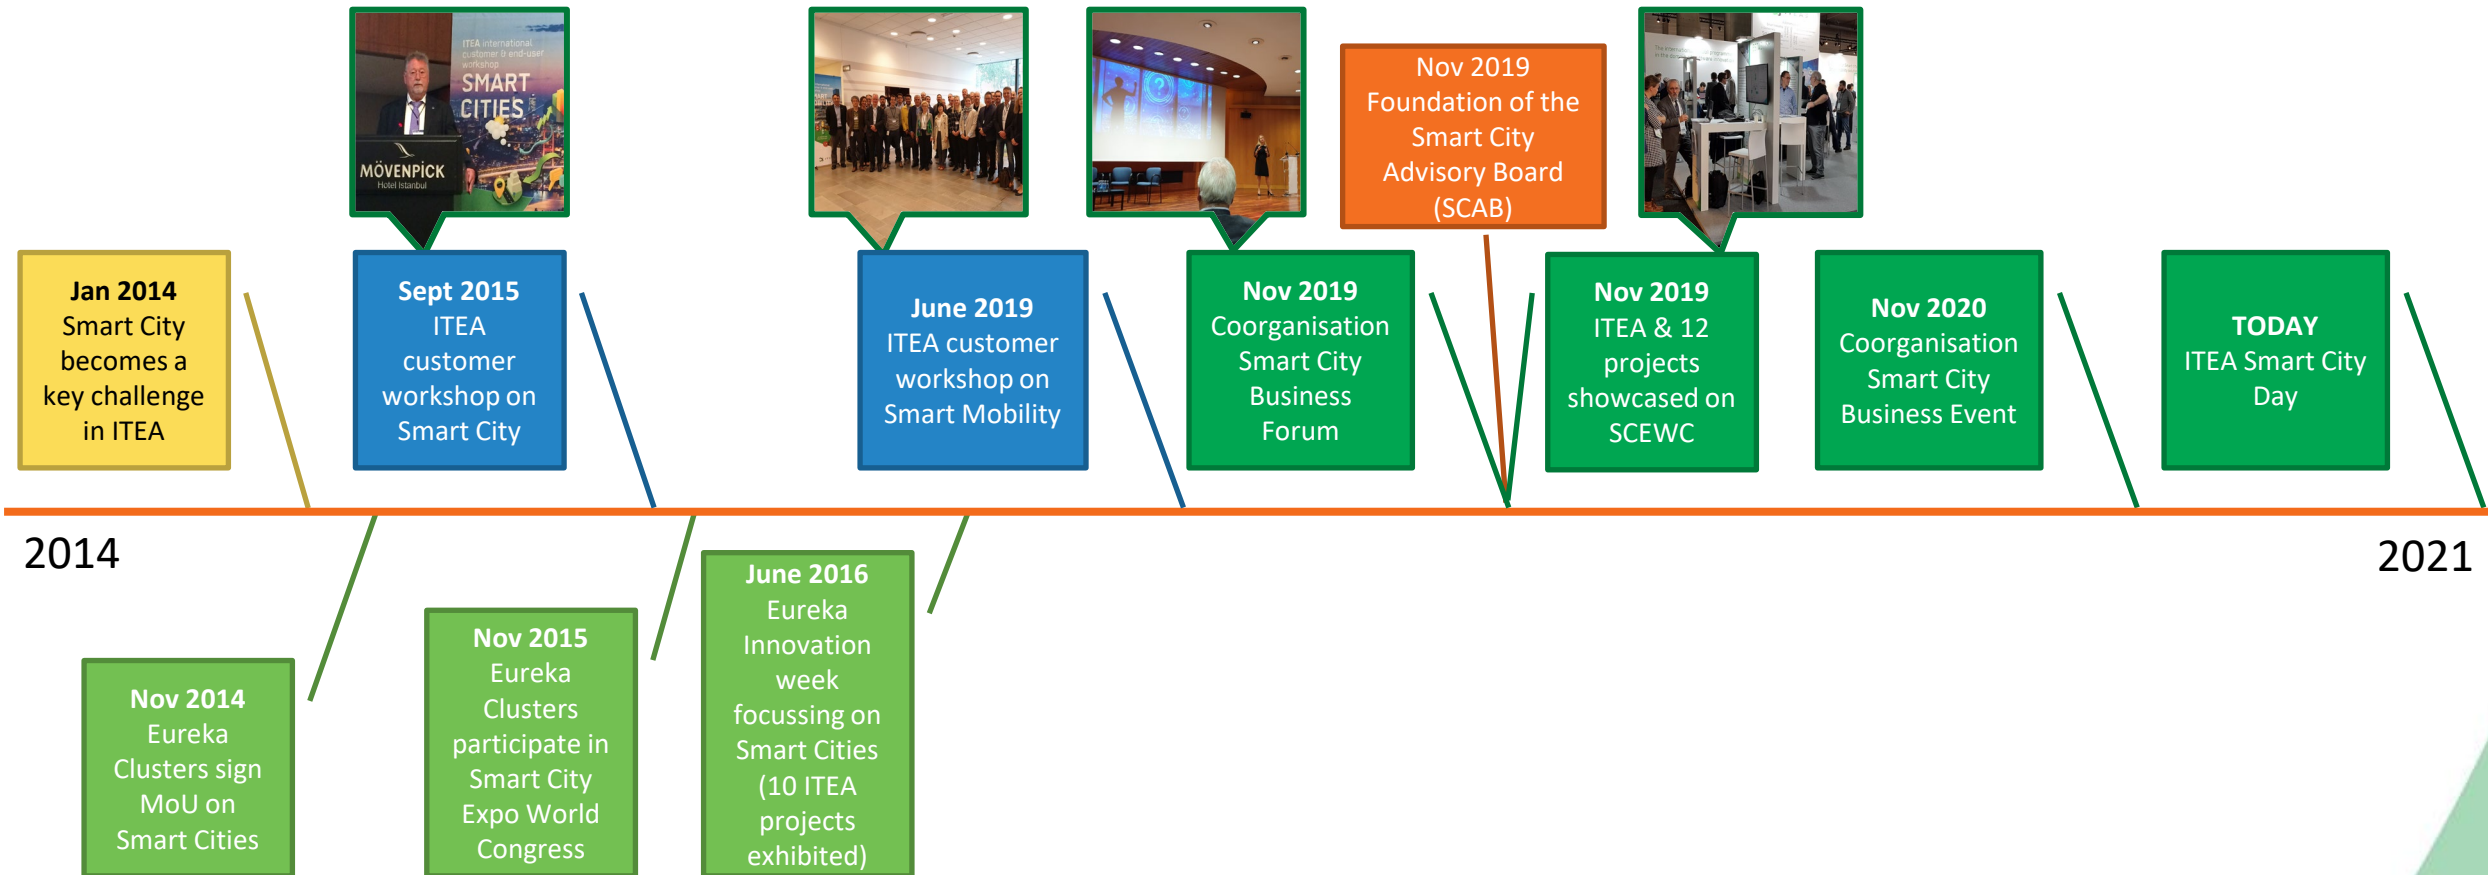 ITEA international
customer & end-user
workshop
SMART
CITIES
MÖVENPICK
Hotel Istanbul
Nov 2019
Foundation of the
Smart City
Advisory Board
(SCAB)
Jan 2014
Smart City
becomes a
key challenge
in ITEA
Sept 2015
ITEA
customer
workshop on
Smart City
June 2019
ITEA customer
workshop on
Smart Mobility
Nov 2019
Coorganisation
Smart City
Business
Forum
Nov 2019
ITEA & 12
projects
showcased on
SCEWC
Nov 2020
Coorganisation
Smart City
Business Event
TODAY
ITEA Smart City
Day
2014
2021
Nov 2014
Eureka
Clusters sign
MoU on
Smart Cities
Nov 2015
Eureka
Clusters
participate in
Smart City
Expo World
Congress
June 2016
Eureka
Innovation
week
focussing on
Smart Cities
(10 ITEA
projects
exhibited)